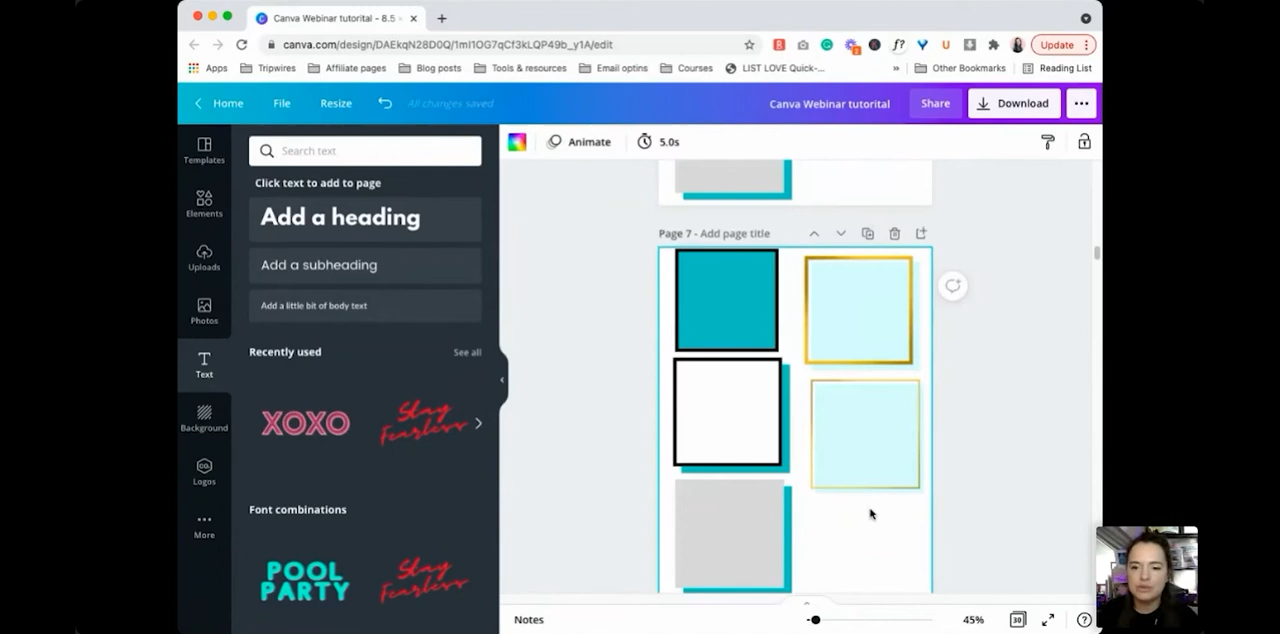 Canva Webinar tutorital - 8.5
canva.com/design/DAEkqN28D0Q/1mI1OG7qCf3kLQP49b_y1A/edit
Update
Apps
Tripwires
Affiliate pages
Blog posts
Tools & resources
Email optins
Courses
LIST LOVE Quick-...
»
Other Bookmarks
Reading List
Home
File
Resize
All changes saved
Canva Webinar tutorital
Share
Download
Templates
Elements
Uploads
Photos
Text
Background
Logos
More
Search text
Click text to add to page
Add a heading
Add a subheading
Add a little bit of body text
Recently used
See all
XOXO
Stay
Fearless
Font combinations
POOL
PARTY
Stay
Fearless
Animate
5.0s
Page 7 - Add page title
Notes
45%
30